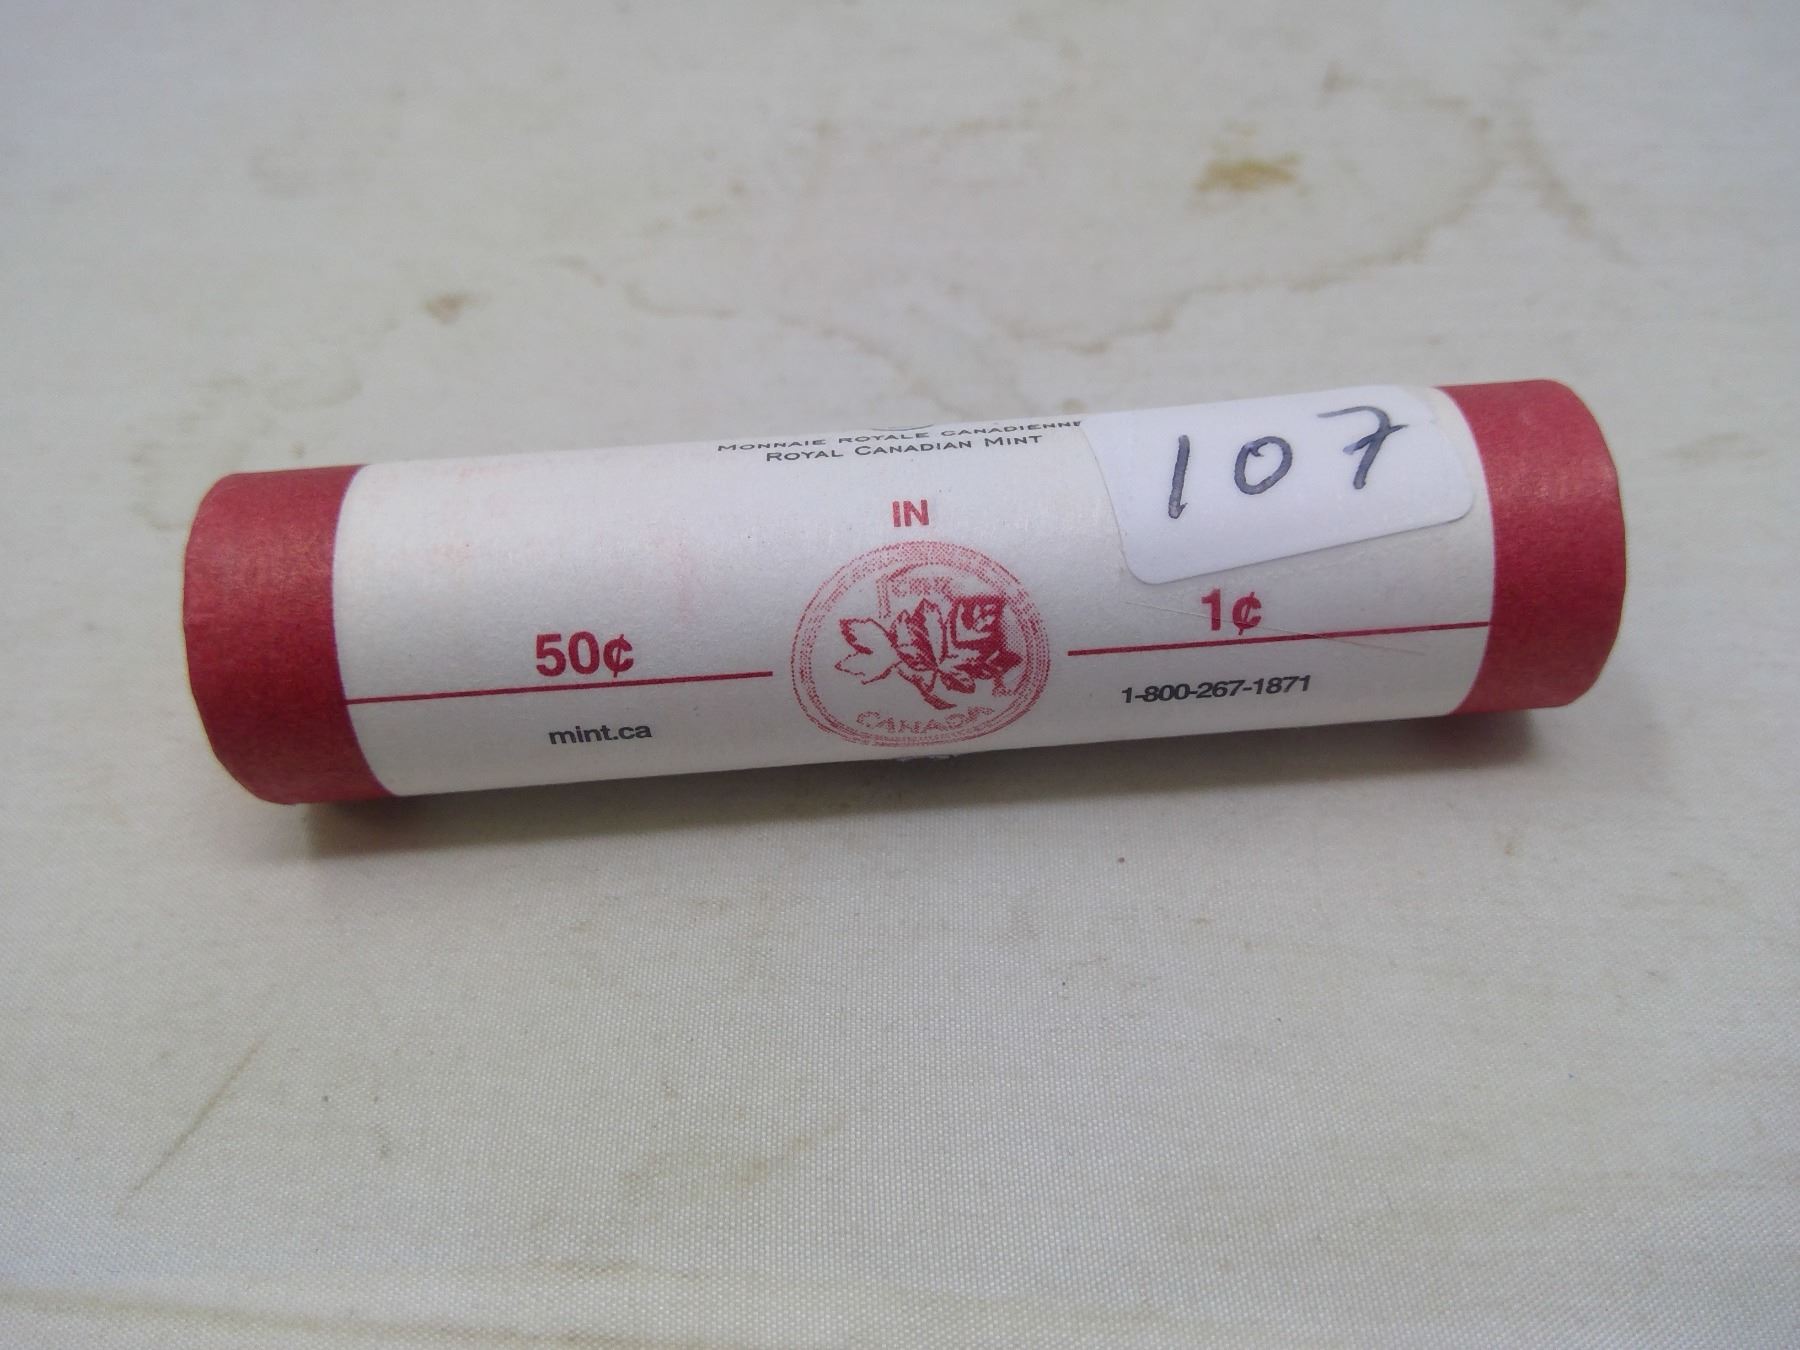 MONNAIE ROYALE CANADIENNE
ROYAL CANADIAN MINT
107
IN
50¢
1¢
mint.ca
CANADA
1-800-267-1871